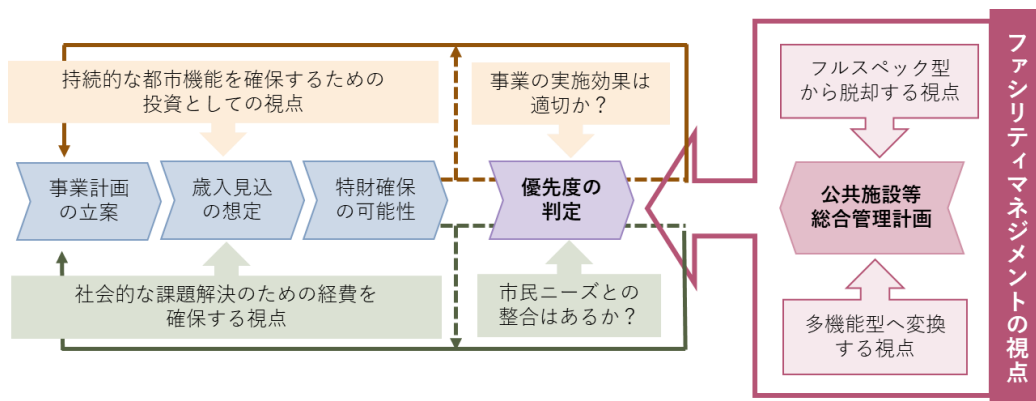 持続的な都市機能を確保するための
投資としての視点
事業の実施効果は
適切か？
フルスペック型
から脱却する視点
事業計画
の立案
歳入見込
の想定
特財確保
の可能性
優先度の
判定
公共施設等
総合管理計画
社会的な課題解決のための経費を
確保する視点
市民ニーズとの
整合はあるか？
多機能型へ変換
する視点
ファシリティマネジメントの視点